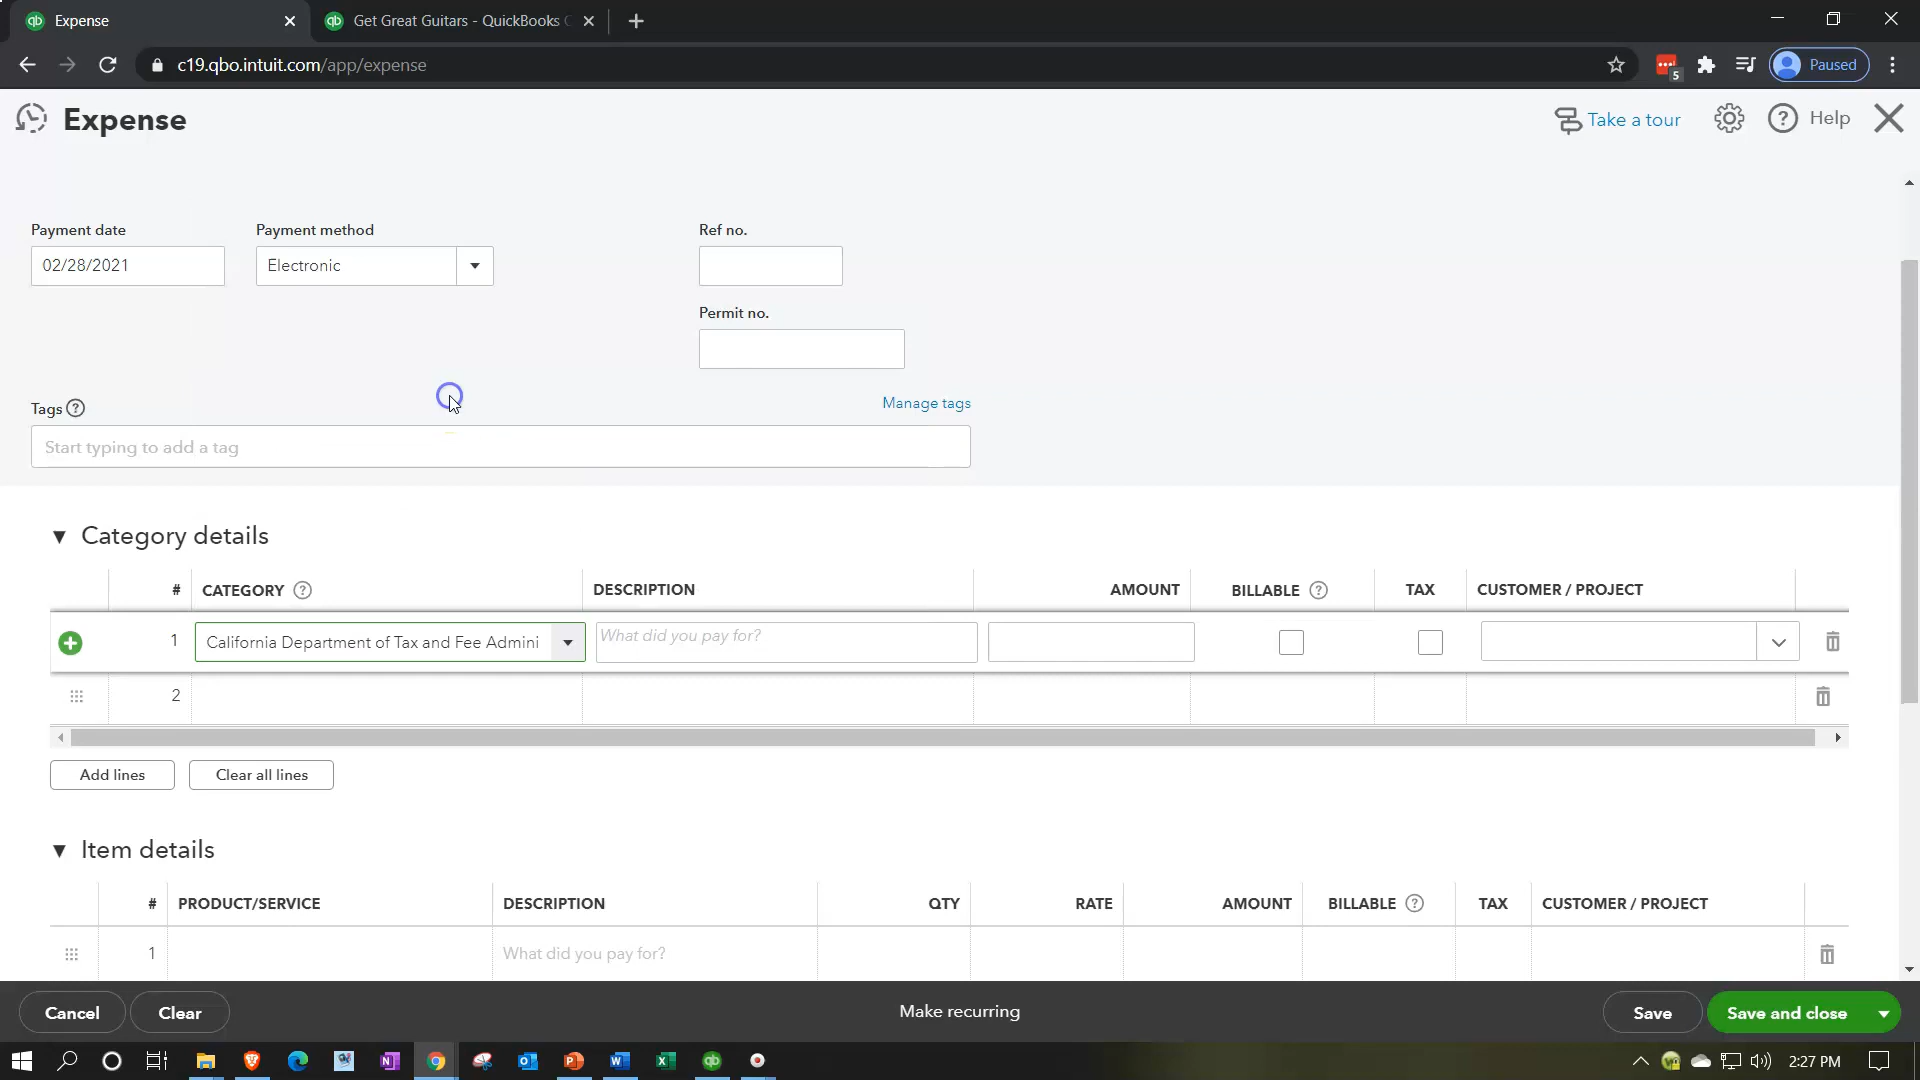 Expense
Get Great Guitars - QuickBooks
c19.qbo.intuit.com/app/expense
5
Paused
Expense
Take a tour
Help
Payment date
Payment method
Ref no.
02/28/2021
Electronic
Permit no.
Tags
Manage tags
Start typing to add a tag
Category details
# CATEGORY DESCRIPTION AMOUNT BILLABLE TAX CUSTOMER / PROJECT
1 California Department of Tax and Fee Admini What did you pay for?
2
Add lines
Clear all lines
Item details
# PRODUCT/SERVICE DESCRIPTION QTY RATE AMOUNT BILLABLE TAX CUSTOMER / PROJECT
1 What did you pay for?
Cancel
Clear
Make recurring
Save
Save and close
2:27 PM